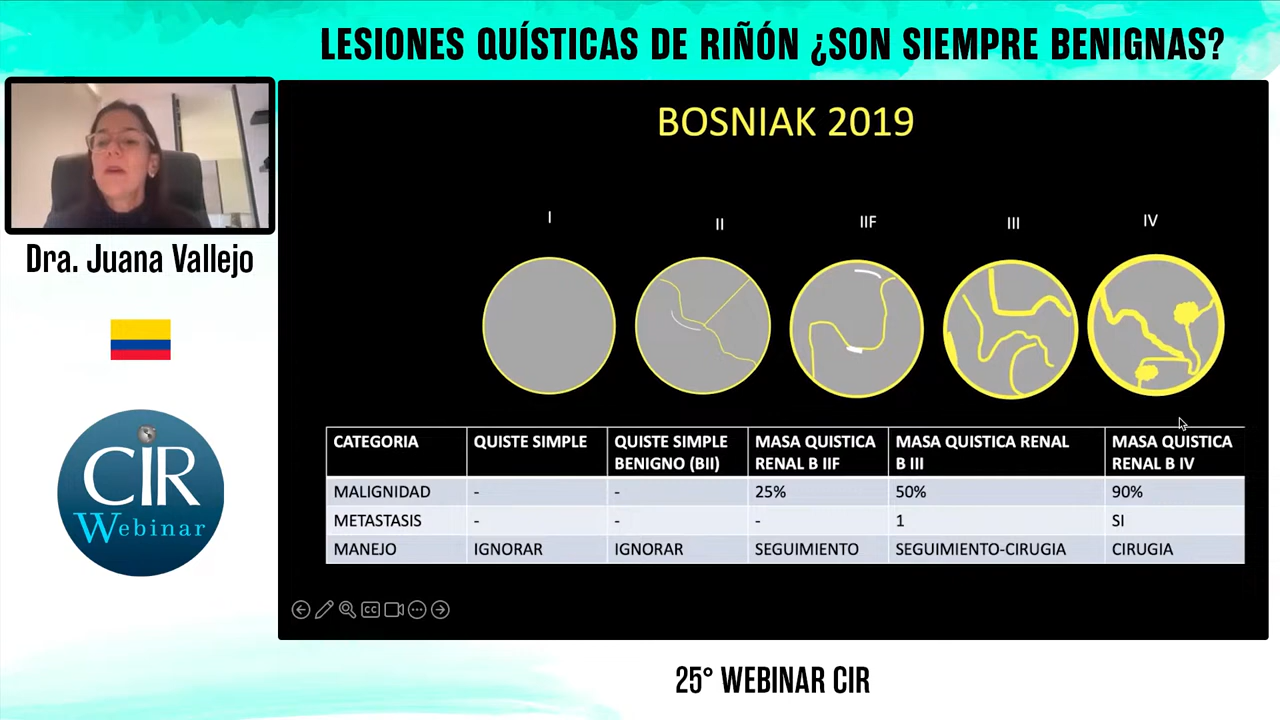 LESIONES QUÍSTICAS DE RIÑÓN ¿SON SIEMPRE BENIGNAS?
BOSNIAK 2019
I II IIF III IV
Dra. Juana Vallejo
CATEGORIA QUISTE SIMPLE QUISTE SIMPLE BENIGNO (BII) MASA QUISTICA RENAL B IIF MASA QUISTICA RENAL B III MASA QUISTICA RENAL B IV
MALIGNIDAD - - 25% 50% 90%
METASTASIS - - - 1 SI
MANEJO IGNORAR IGNORAR SEGUIMIENTO SEGUIMIENTO-CIRUGIA CIRUGIA
CIR
Webinar
CC
25° WEBINAR CIR